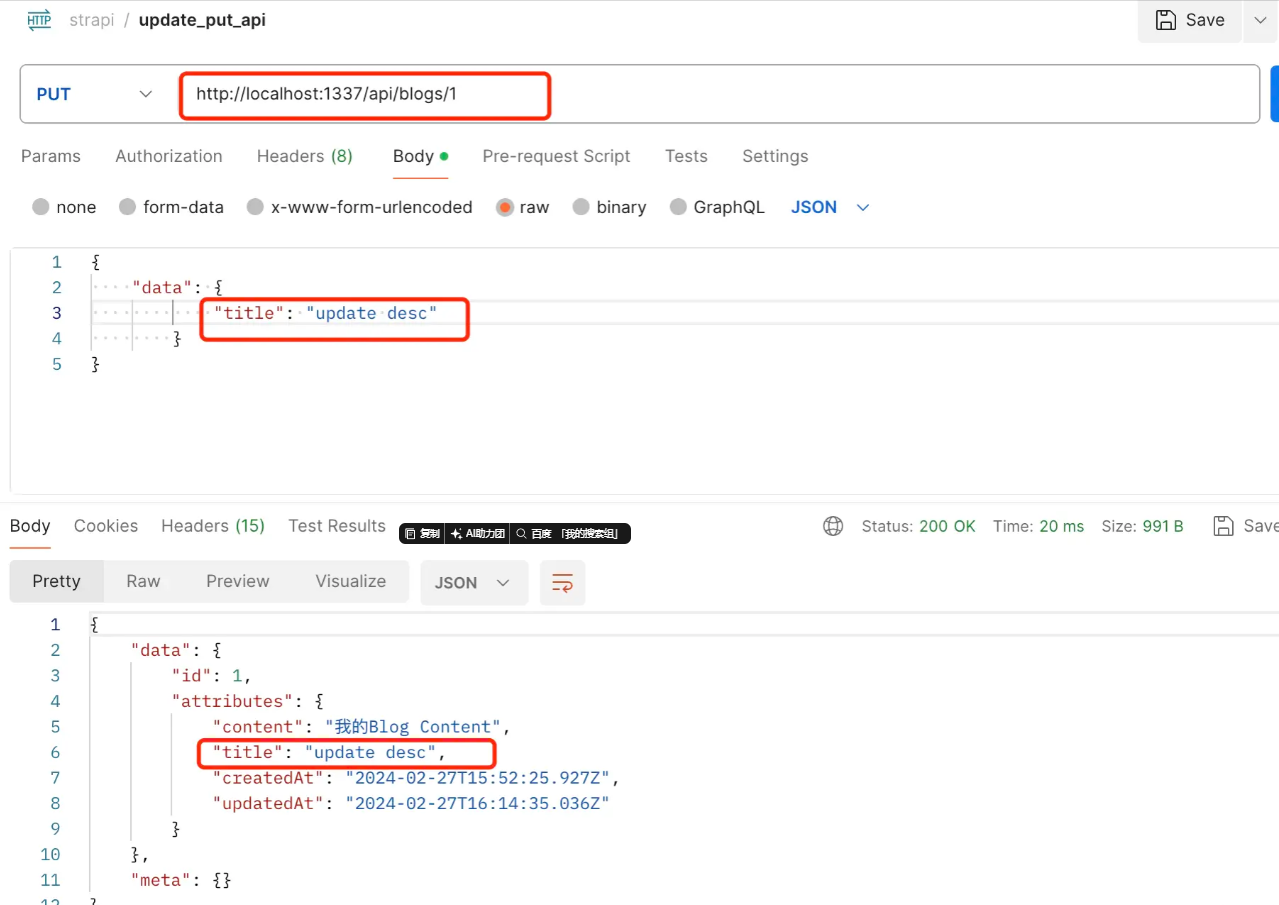 HTTP strapi / update_put_api Save
PUT http://localhost:1337/api/blogs/1
Params Authorization Headers (8) Body Pre-request Script Tests Settings
none form-data x-www-form-urlencoded raw binary GraphQL JSON
1 {
2 "data": {
3 "title": "update desc"
4 }
5 }
Body Cookies Headers (15) Test Results 复制 AI助力团 百度 「我的搜索组」 Status: 200 OK Time: 20 ms Size: 991 B Save
Pretty Raw Preview Visualize JSON
1 {
2 "data": {
3 "id": 1,
4 "attributes": {
5 "content": "我的Blog Content",
6 "title": "update desc",
7 "createdAt": "2024-02-27T15:52:25.927Z",
8 "updatedAt": "2024-02-27T16:14:35.036Z"
9 }
10 },
11 "meta": {}
12 }